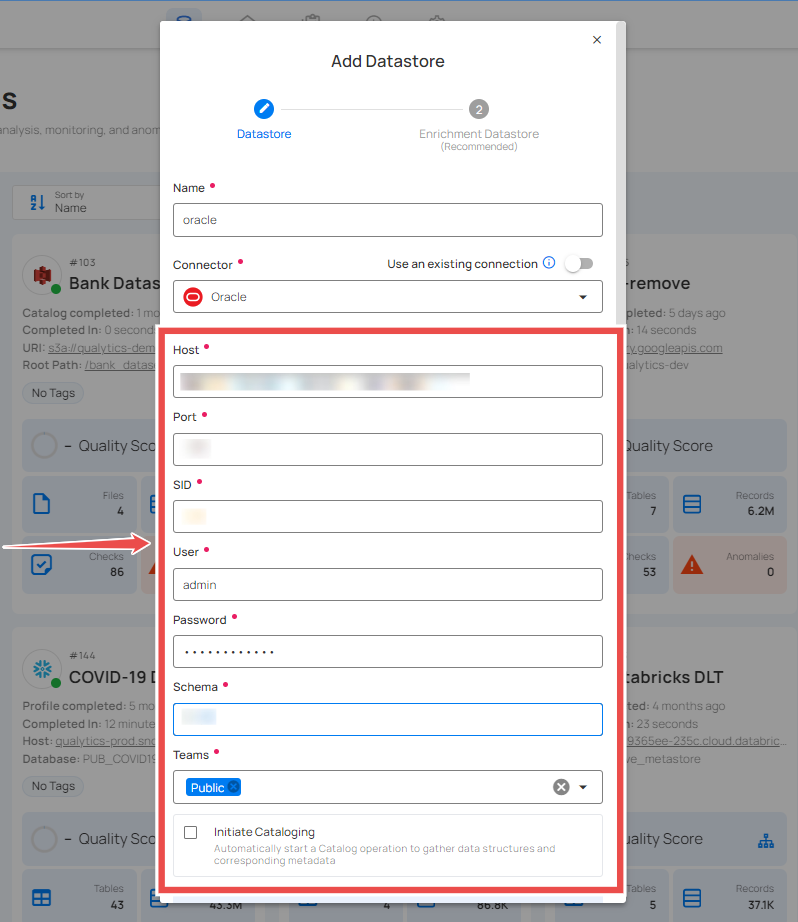 Add Datastore
2
Datastore
Enrichment Datastore
(Recommended)
Name
oracle
Connector
Use an existing connection
Oracle
Host
Port
SID
User
admin
Password
Schema
Teams
Public
Initiate Cataloging
Automatically start a Catalog operation to gather data structures and
corresponding metadata
s
analysis, monitoring, and anom
Sort by
Name
#103
Bank Datas
Catalog completed: 1 mo
Completed In: 0 second
URI: s3a://qualytics-dem
Root Path: /bank_datas
No Tags
– Quality Sco
Files
4
Checks
86
-remove
pleted: 5 days ago
n: 14 seconds
y.googleapis.com
ualytics-dev
Quality Score
Tables
7
Records
6.2M
Checks
53
Anomalies
0
#144
COVID-19 D
Profile completed: 5 mo
Completed In: 12 minute
Host: qualytics-prod.sno
Database: PUB_COVID19
No Tags
– Quality Sco
Tables
43
43.3M
4
86.8K
tabricks DLT
ted: 4 months ago
n: 23 seconds
9365ee-235c.cloud.databric...
ve_metastore
uality Score
Tables
5
Records
37.1K